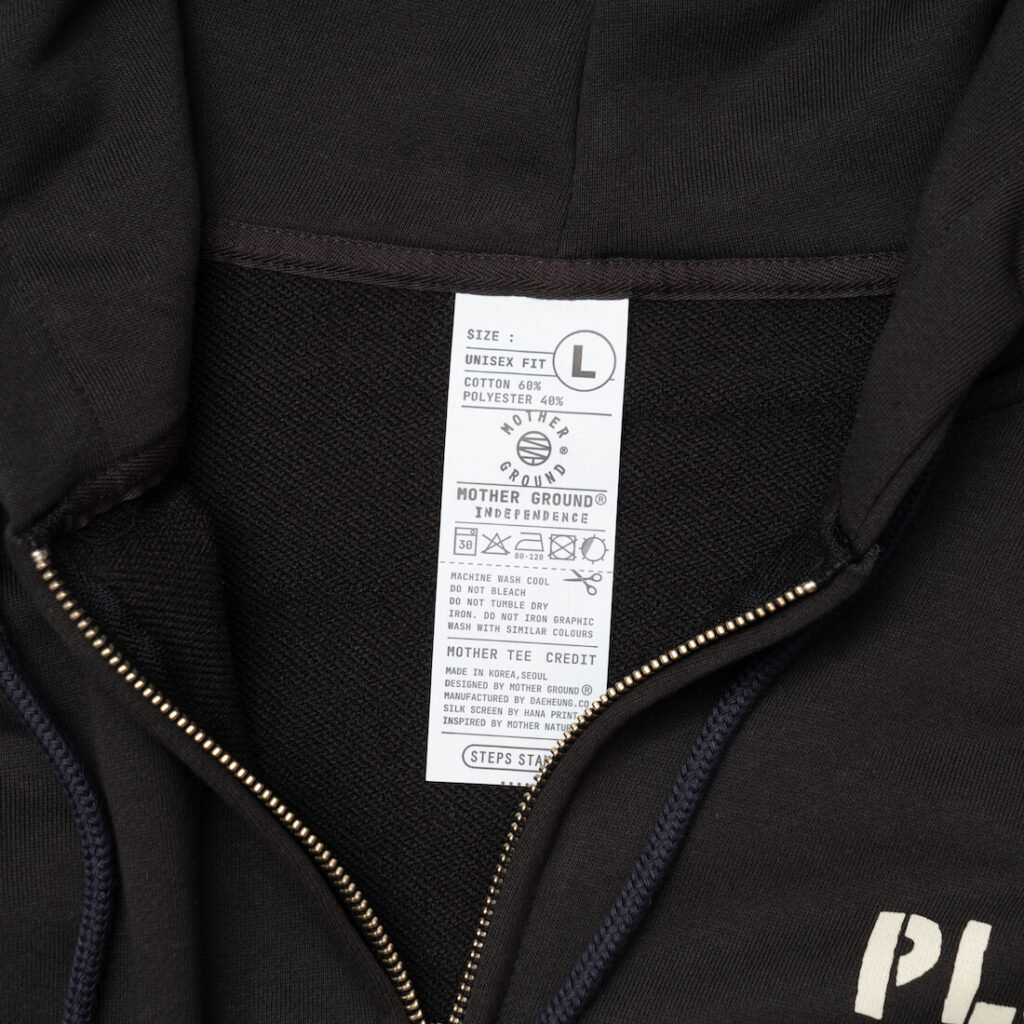 SIZE :
L
UNISEX FIT
COTTON 60%
POLYESTER 40%
MOTHER
GROUND
®
MOTHER GROUND®
INDEPENDENCE
30
80-120
MACHINE WASH COOL
DO NOT BLEACH
DO NOT TUMBLE DRY
IRON. DO NOT IRON GRAPHIC
WASH WITH SIMILAR COLOURS
MOTHER TEE CREDIT
MADE IN KOREA,SEOUL
DESIGNED BY MOTHER GROUND®
MANUFACTURED BY DAEHEUNG.CO
SILK SCREEN BY HANA PRINT
INSPIRED BY MOTHER NATUR
STEPS STA
PL